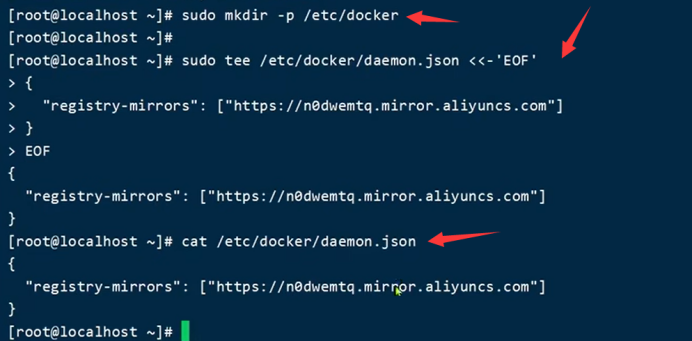 [root@localhost ~]# sudo mkdir -p /etc/docker
[root@localhost ~]#
[root@localhost ~]# sudo tee /etc/docker/daemon.json <<-'EOF'
> {
>   "registry-mirrors": ["https://n0dwemtq.mirror.aliyuncs.com"]
> }
> EOF
{
  "registry-mirrors": ["https://n0dwemtq.mirror.aliyuncs.com"]
}
[root@localhost ~]# cat /etc/docker/daemon.json
{
  "registry-mirrors": ["https://n0dwemtq.mirror.aliyuncs.com"]
}
[root@localhost ~]#